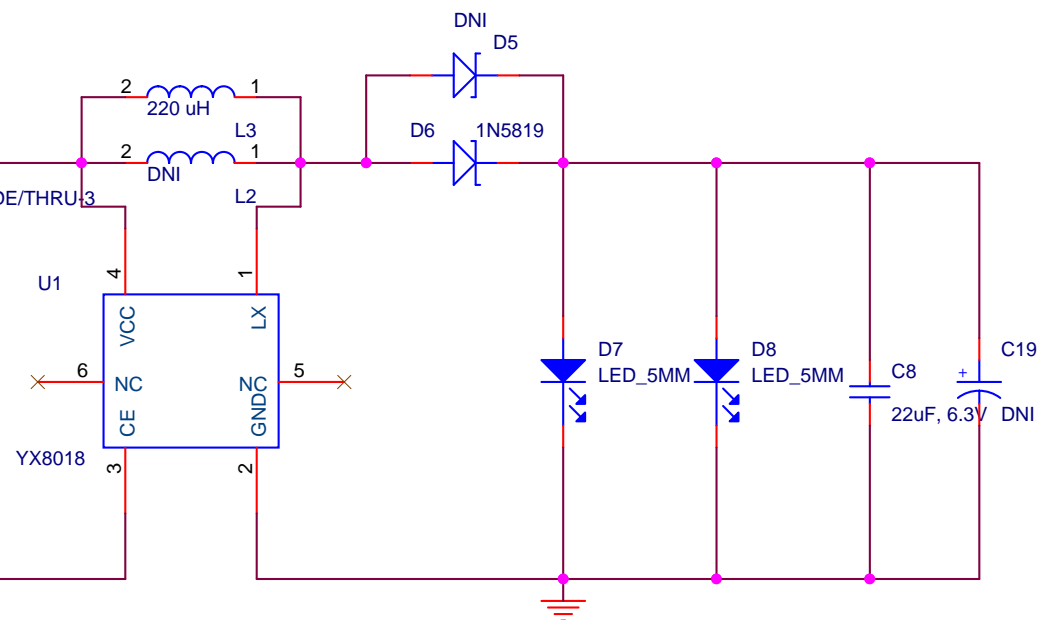 DNI
D5
2
1
220 uH
L3
D6
1N5819
2
1
DNI
L2
DE/THRU-3
U1
4
1
VCC
LX
6
NC
NC
5
CE
GNDC
YX8018
3
2
D7
LED_5MM
D8
LED_5MM
C8
22uF, 6.3V
C19
+
DNI